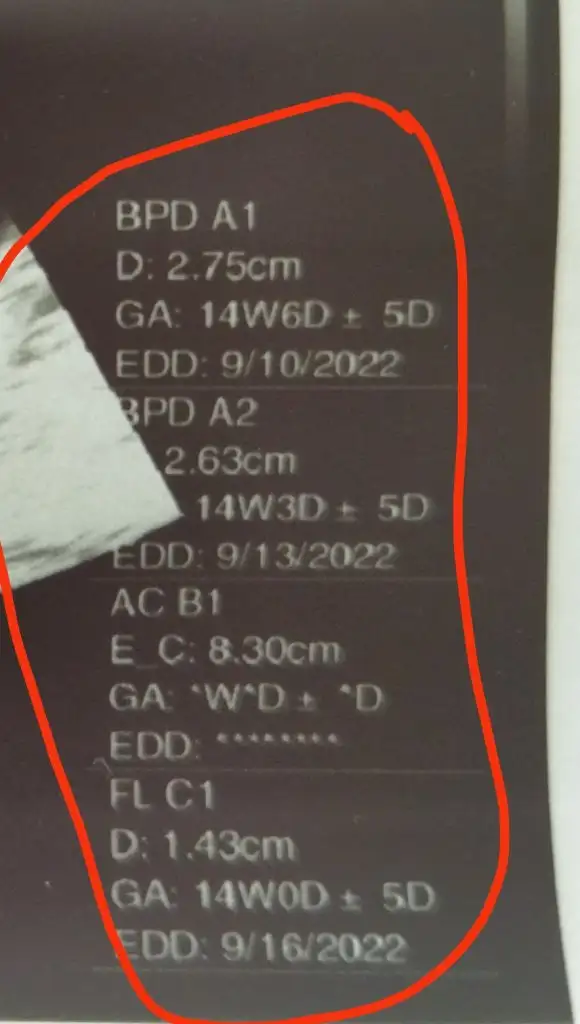 BPD A1
D: 2.75cm
GA: 14W6D ± 5D
EDD: 9/10/2022
BPD A2
2.63cm
14W3D ± 5D
EDD: 9/13/2022
AC B1
E_C: 8.30cm
GA: *W*D ± *D
EDD: ********
FL C1
D: 1.43cm
GA: 14W0D ± 5D
EDD: 9/16/2022